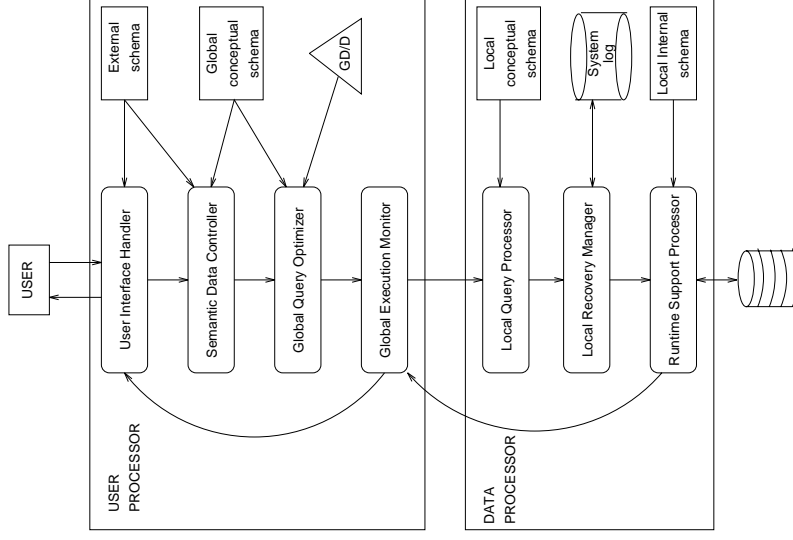 USER
External
schema
User Interface Handler
Global
conceptual
schema
Semantic Data Controller
GD/D
Global Query Optimizer
Global Execution Monitor
USER
PROCESSOR
Local
conceptual
schema
Local Query Processor
System
log
Local Recovery Manager
Local Internal
schema
Runtime Support Processor
DATA
PROCESSOR